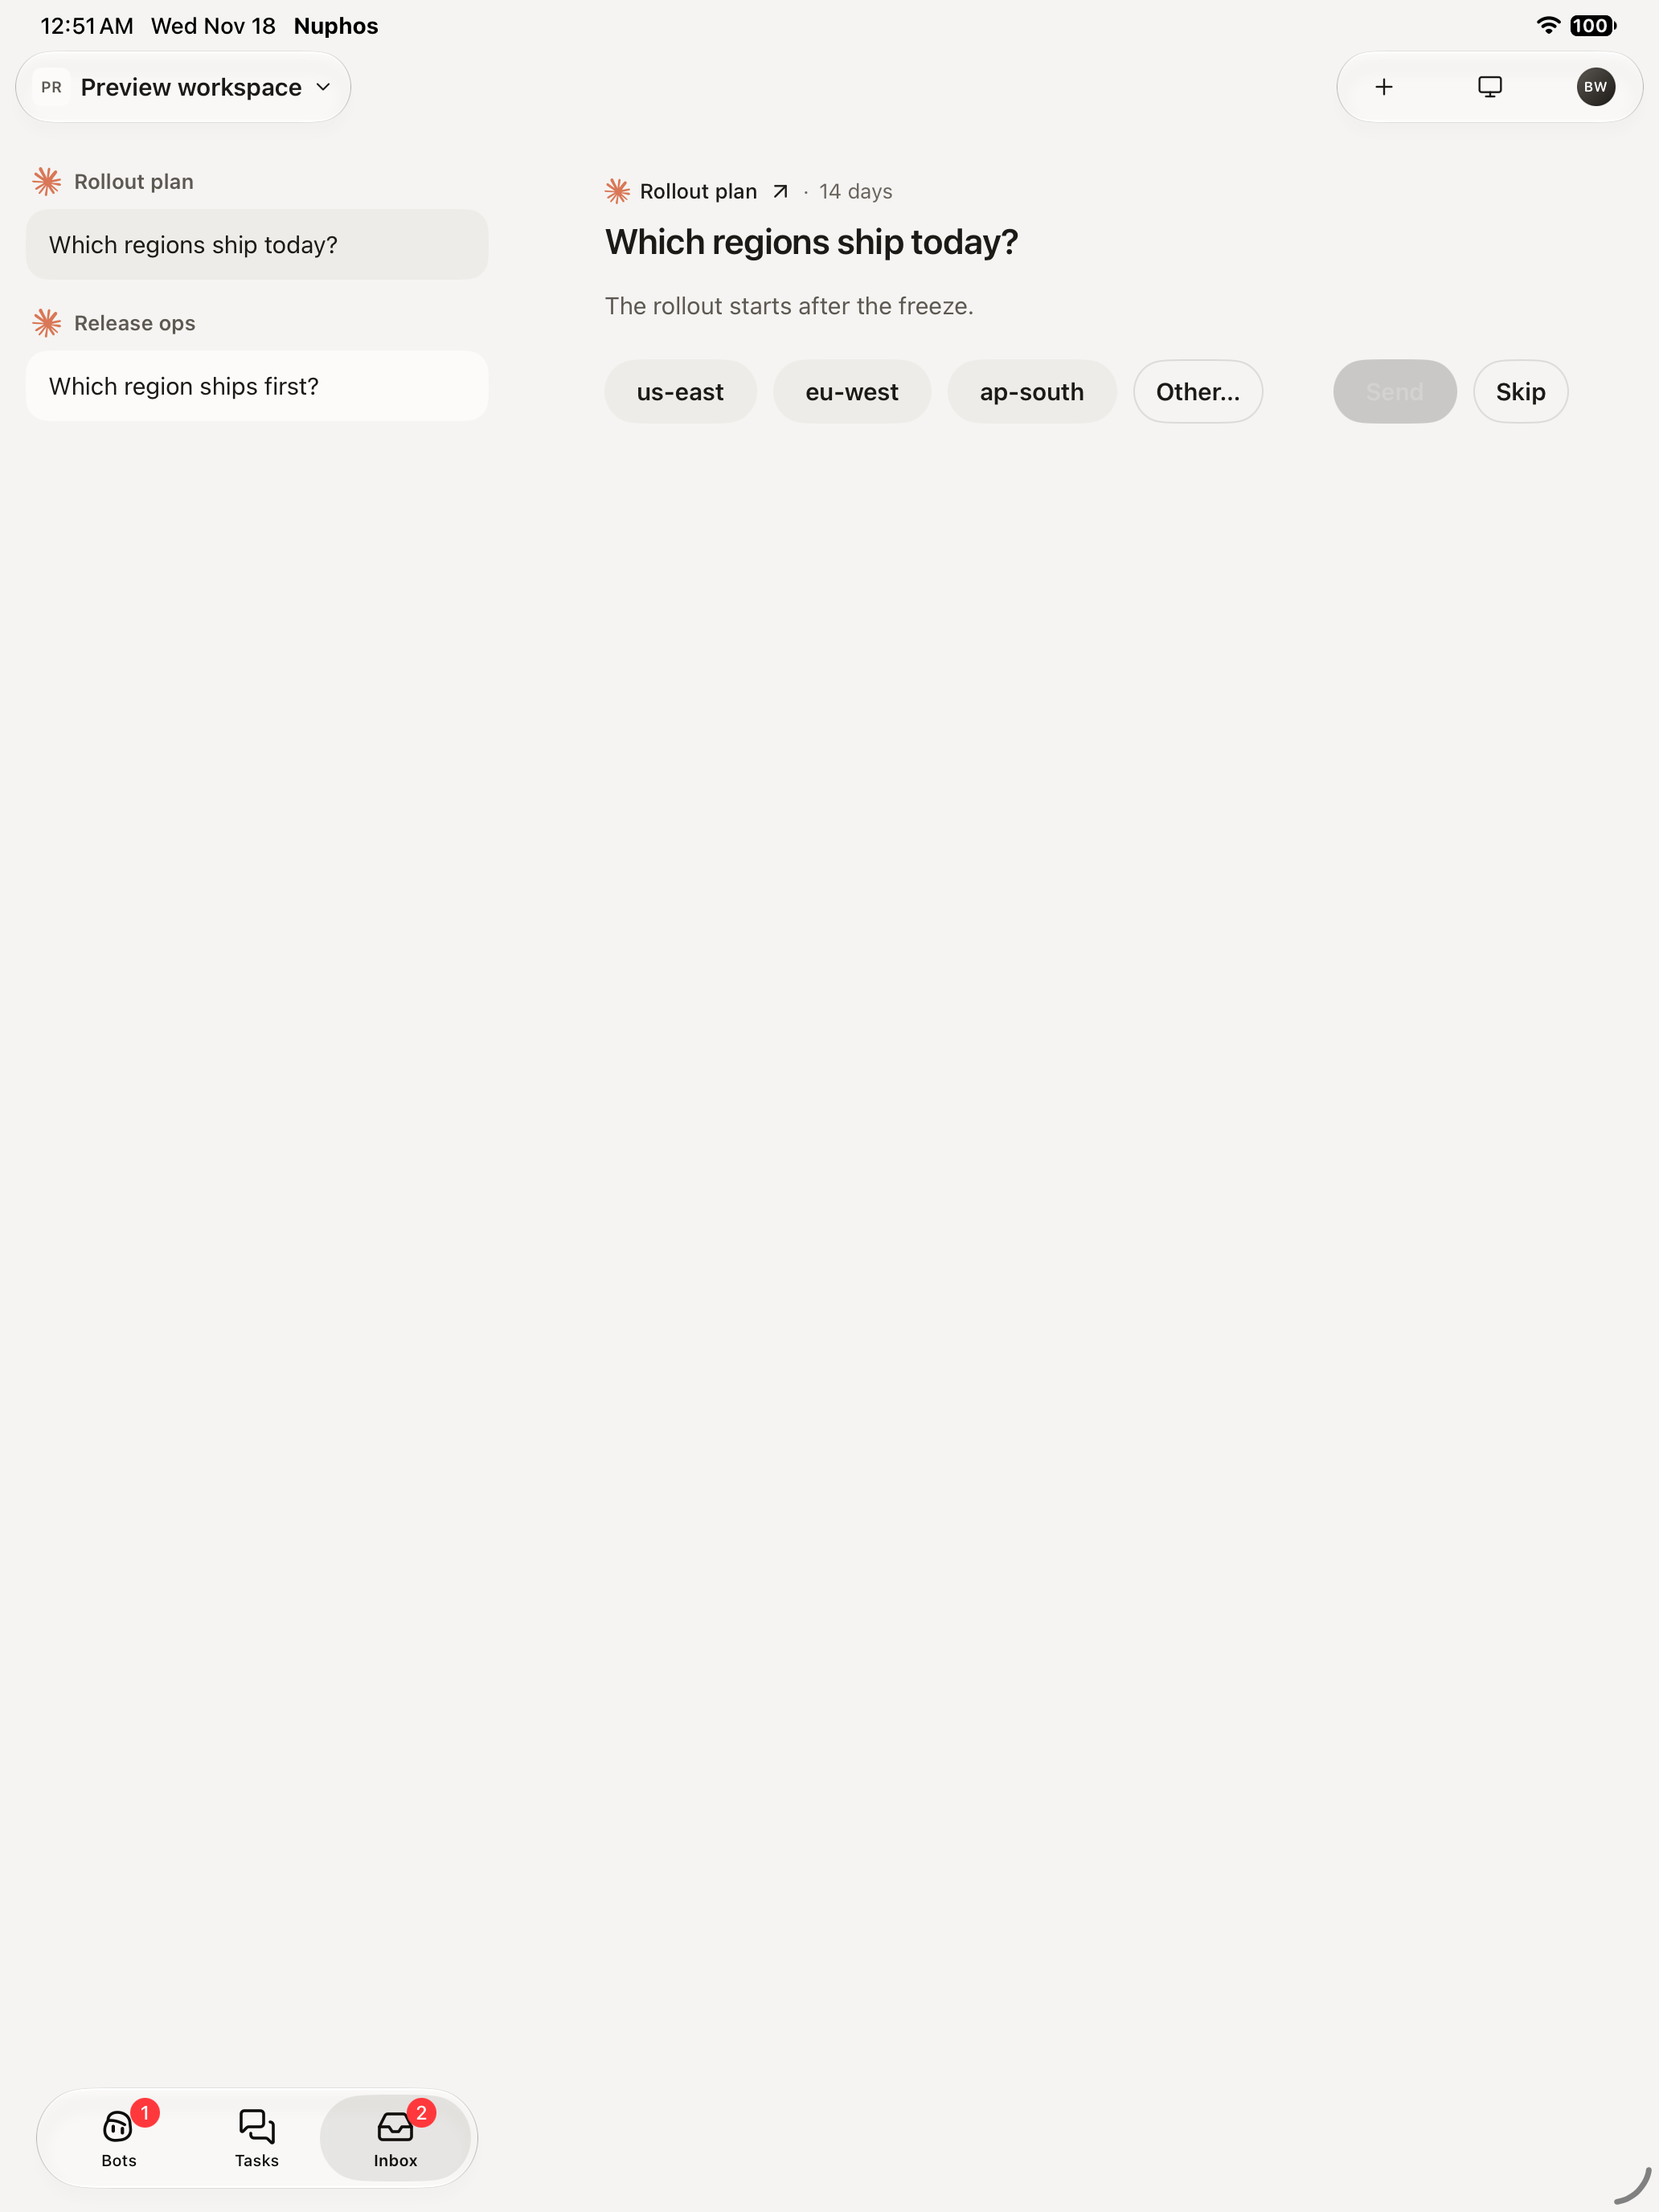 12:51 AM Wed Nov 18 Nuphos
100
PR Preview workspace
BW
Rollout plan
Which regions ship today?
Release ops
Which region ships first?
Rollout plan · 14 days
Which regions ship today?
The rollout starts after the freeze.
us-east eu-west ap-south Other... Send Skip
1
2
Bots Tasks Inbox